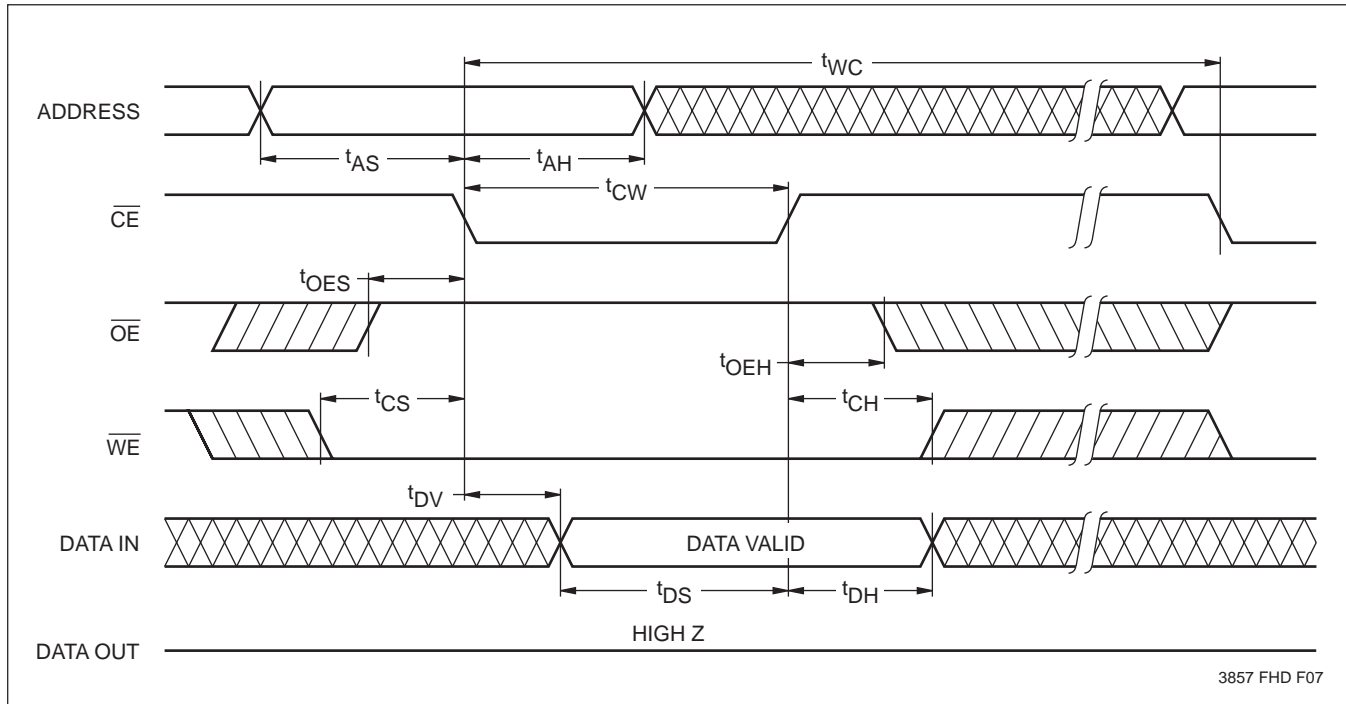 tWC
ADDRESS
tAS
tAH
tCW
CE
tOES
OE
tOEH
tCS
tCH
WE
tDV
DATA IN
DATA VALID
tDS
tDH
HIGH Z
DATA OUT
3857 FHD F07